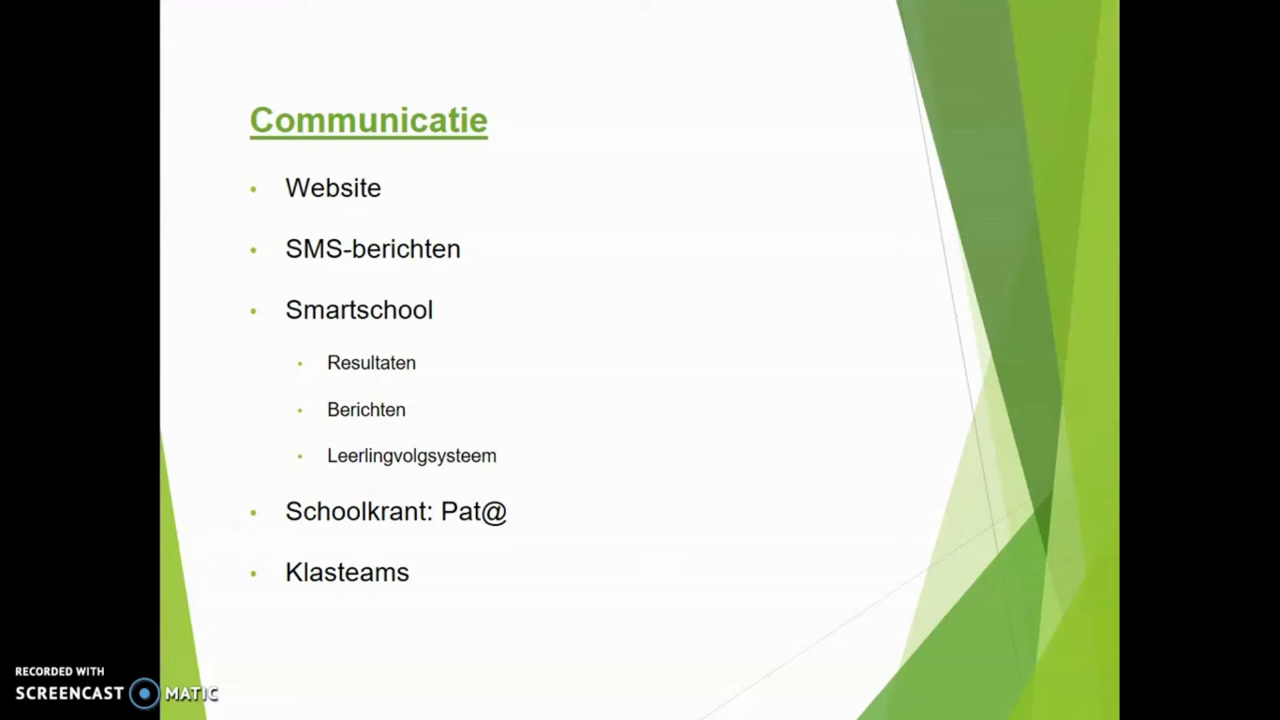 Communicatie
• Website
• SMS-berichten
• Smartschool
• Resultaten
• Berichten
• Leerlingvolgsysteem
• Schoolkrant: Pat@
• Klasteams
RECORDED WITH
SCREENCAST MATIC